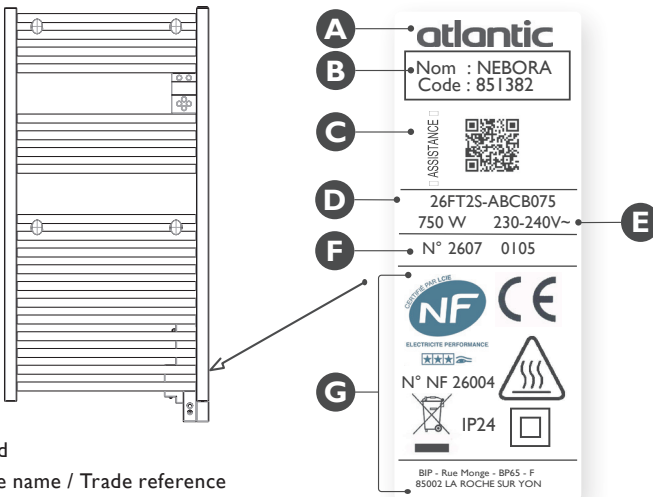 A
atlantic
B
Nom : NEBORA
Code : 851382
C
ASSISTANCE
D
26FT2S-ABCB075
750 W 230-240V~
E
F
N° 2607 0105
G
CERTIFIÉ PAR LCIE
NF
CE
ELECTRICITE PERFORMANCE
N° NF 26004
IP24
BIP - Rue Monge - BP65 - F
85002 LA ROCHE SUR YON
name / Trade reference